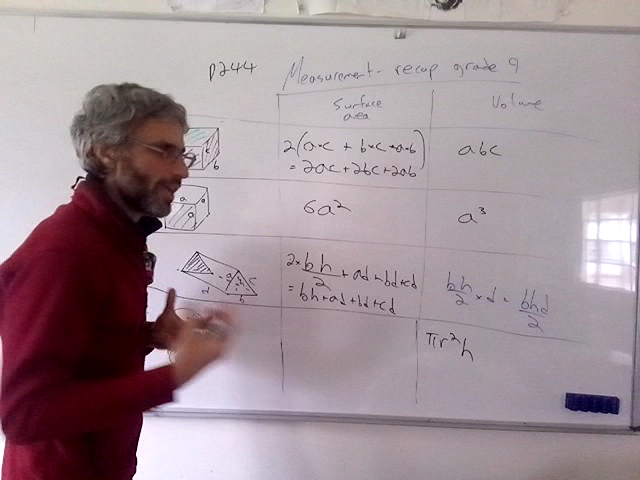 p244 Measurement - recap grade 9
Surface area
Volume
2(a×c + b×c + a×b)
= 2ac + 2bc + 2ab
abc
6a²
a³
2×bh/2 + ad + bd + cd
= bh + ad + bd + cd
bh/2 × d = bhd/2
πr²h